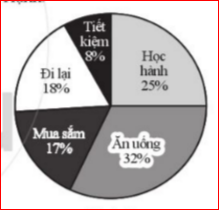 Tiết
kiệm
8%
Học
hành
25%
Đi lại
18%
Mua sắm
17%
Ăn uống
32%